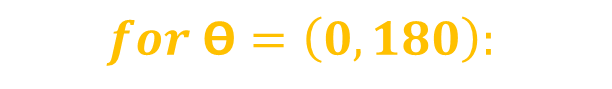 for Ө = (0, 180):